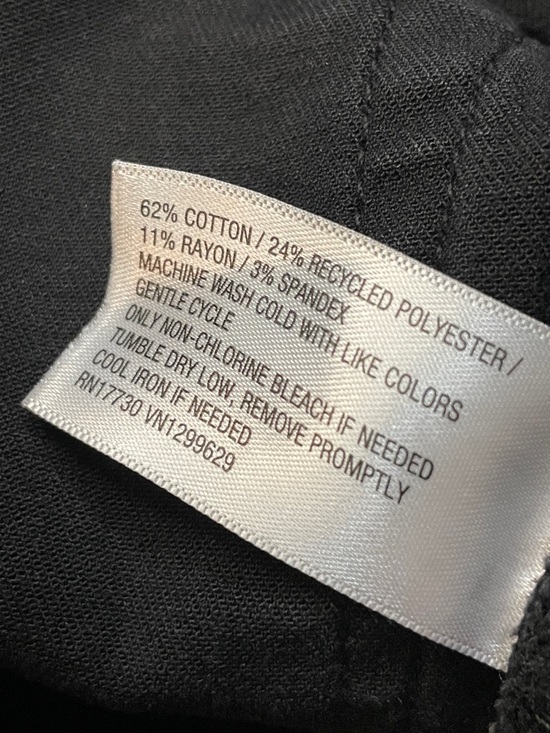 62% COTTON / 24% RECYCLED POLYESTER /
11% RAYON / 3% SPANDEX
MACHINE WASH COLD WITH LIKE COLORS
GENTLE CYCLE
ONLY NON-CHLORINE BLEACH IF NEEDED
TUMBLE DRY LOW, REMOVE PROMPTLY
COOL IRON IF NEEDED
RN17730 VN1299629